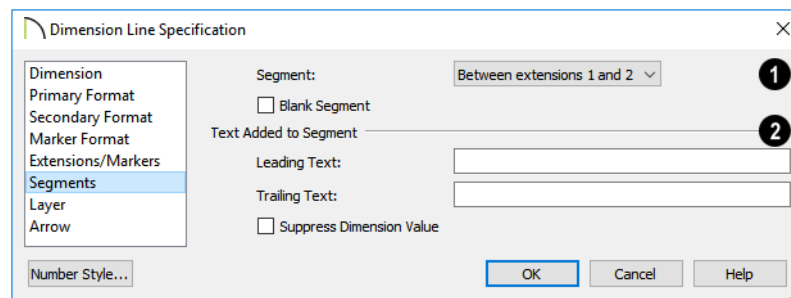 Dimension Line Specification
Dimension
Primary Format
Secondary Format
Marker Format
Extensions/Markers
Segments
Layer
Arrow
Segment:
Between extensions 1 and 2
1
Blank Segment
Text Added to Segment
2
Leading Text:
Trailing Text:
Suppress Dimension Value
Number Style...
OK
Cancel
Help